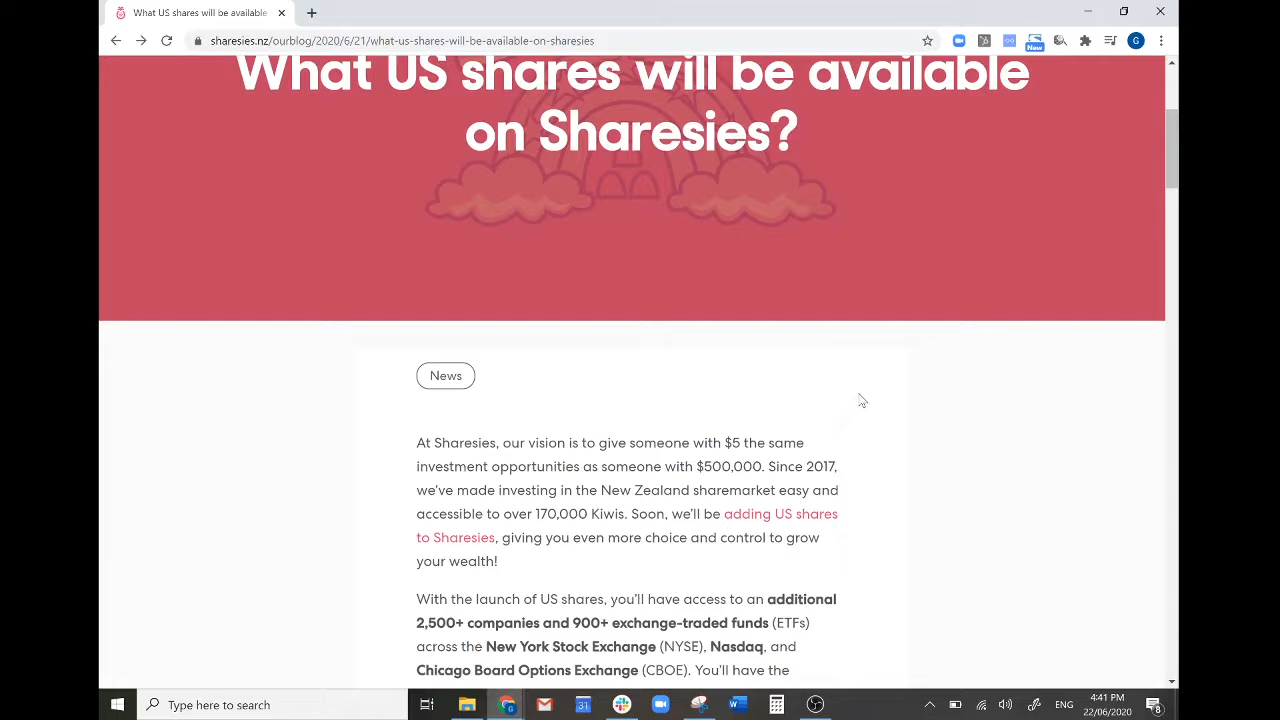 What US shares will be available
sharesies.nz/ourblog/2020/6/21/what-us-shares-will-be-available-on-sharesies
New
G
What US shares will be available
on Sharesies?
News
At Sharesies, our vision is to give someone with $5 the same
investment opportunities as someone with $500,000. Since 2017,
we've made investing in the New Zealand sharemarket easy and
accessible to over 170,000 Kiwis. Soon, we'll be adding US shares
to Sharesies, giving you even more choice and control to grow
your wealth!
With the launch of US shares, you'll have access to an additional
2,500+ companies and 900+ exchange-traded funds (ETFs)
across the New York Stock Exchange (NYSE), Nasdaq, and
Chicago Board Options Exchange (CBOE). You'll have the
Type here to search
31
ENG
4:41 PM
22/06/2020
8